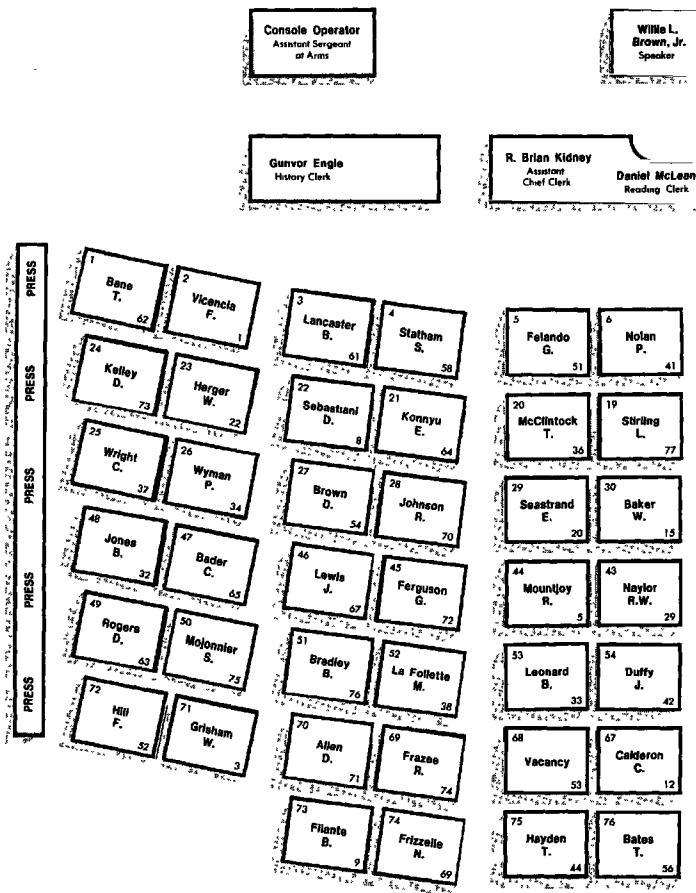 Console Operator
Assistant Sergeant
at Arms
Willie L.
Brown, Jr.
Speaker
Gunvor Engle
History Clerk
R. Brian Kidney
Assistant
Chief Clerk
Daniel McLean
Reading Clerk
PRESS
PRESS
PRESS
PRESS
PRESS
1
Bane
T.
62
2
Vicencia
F.
1
3
Lancaster
B.
61
4
Statham
S.
58
5
Felando
G.
51
6
Nolan
P.
41
24
Kelley
D.
73
23
Herger
W.
22
22
Sebastiani
D.
8
21
Konnyu
E.
64
20
McClintock
T.
36
19
Stirling
L.
77
25
Wright
C.
37
26
Wyman
P.
34
27
Brown
D.
54
28
Johnson
R.
70
29
Seastrand
E.
20
30
Baker
W.
15
48
Jones
B.
32
47
Bader
C.
65
46
Lewis
J.
67
45
Ferguson
G.
72
44
Mountjoy
R.
5
43
Naylor
R.W.
29
49
Rogers
D.
63
50
Mojonnier
S.
75
51
Bradley
B.
76
52
La Follette
M.
38
53
Leonard
B.
33
54
Duffy
J.
42
72
Hill
F.
52
71
Grisham
W.
3
70
Allen
D.
71
69
Frazee
R.
74
68
Vacancy
53
67
Calderon
C.
12
73
Filante
B.
9
74
Frizzelle
N.
69
75
Hayden
T.
44
76
Bates
T.
56